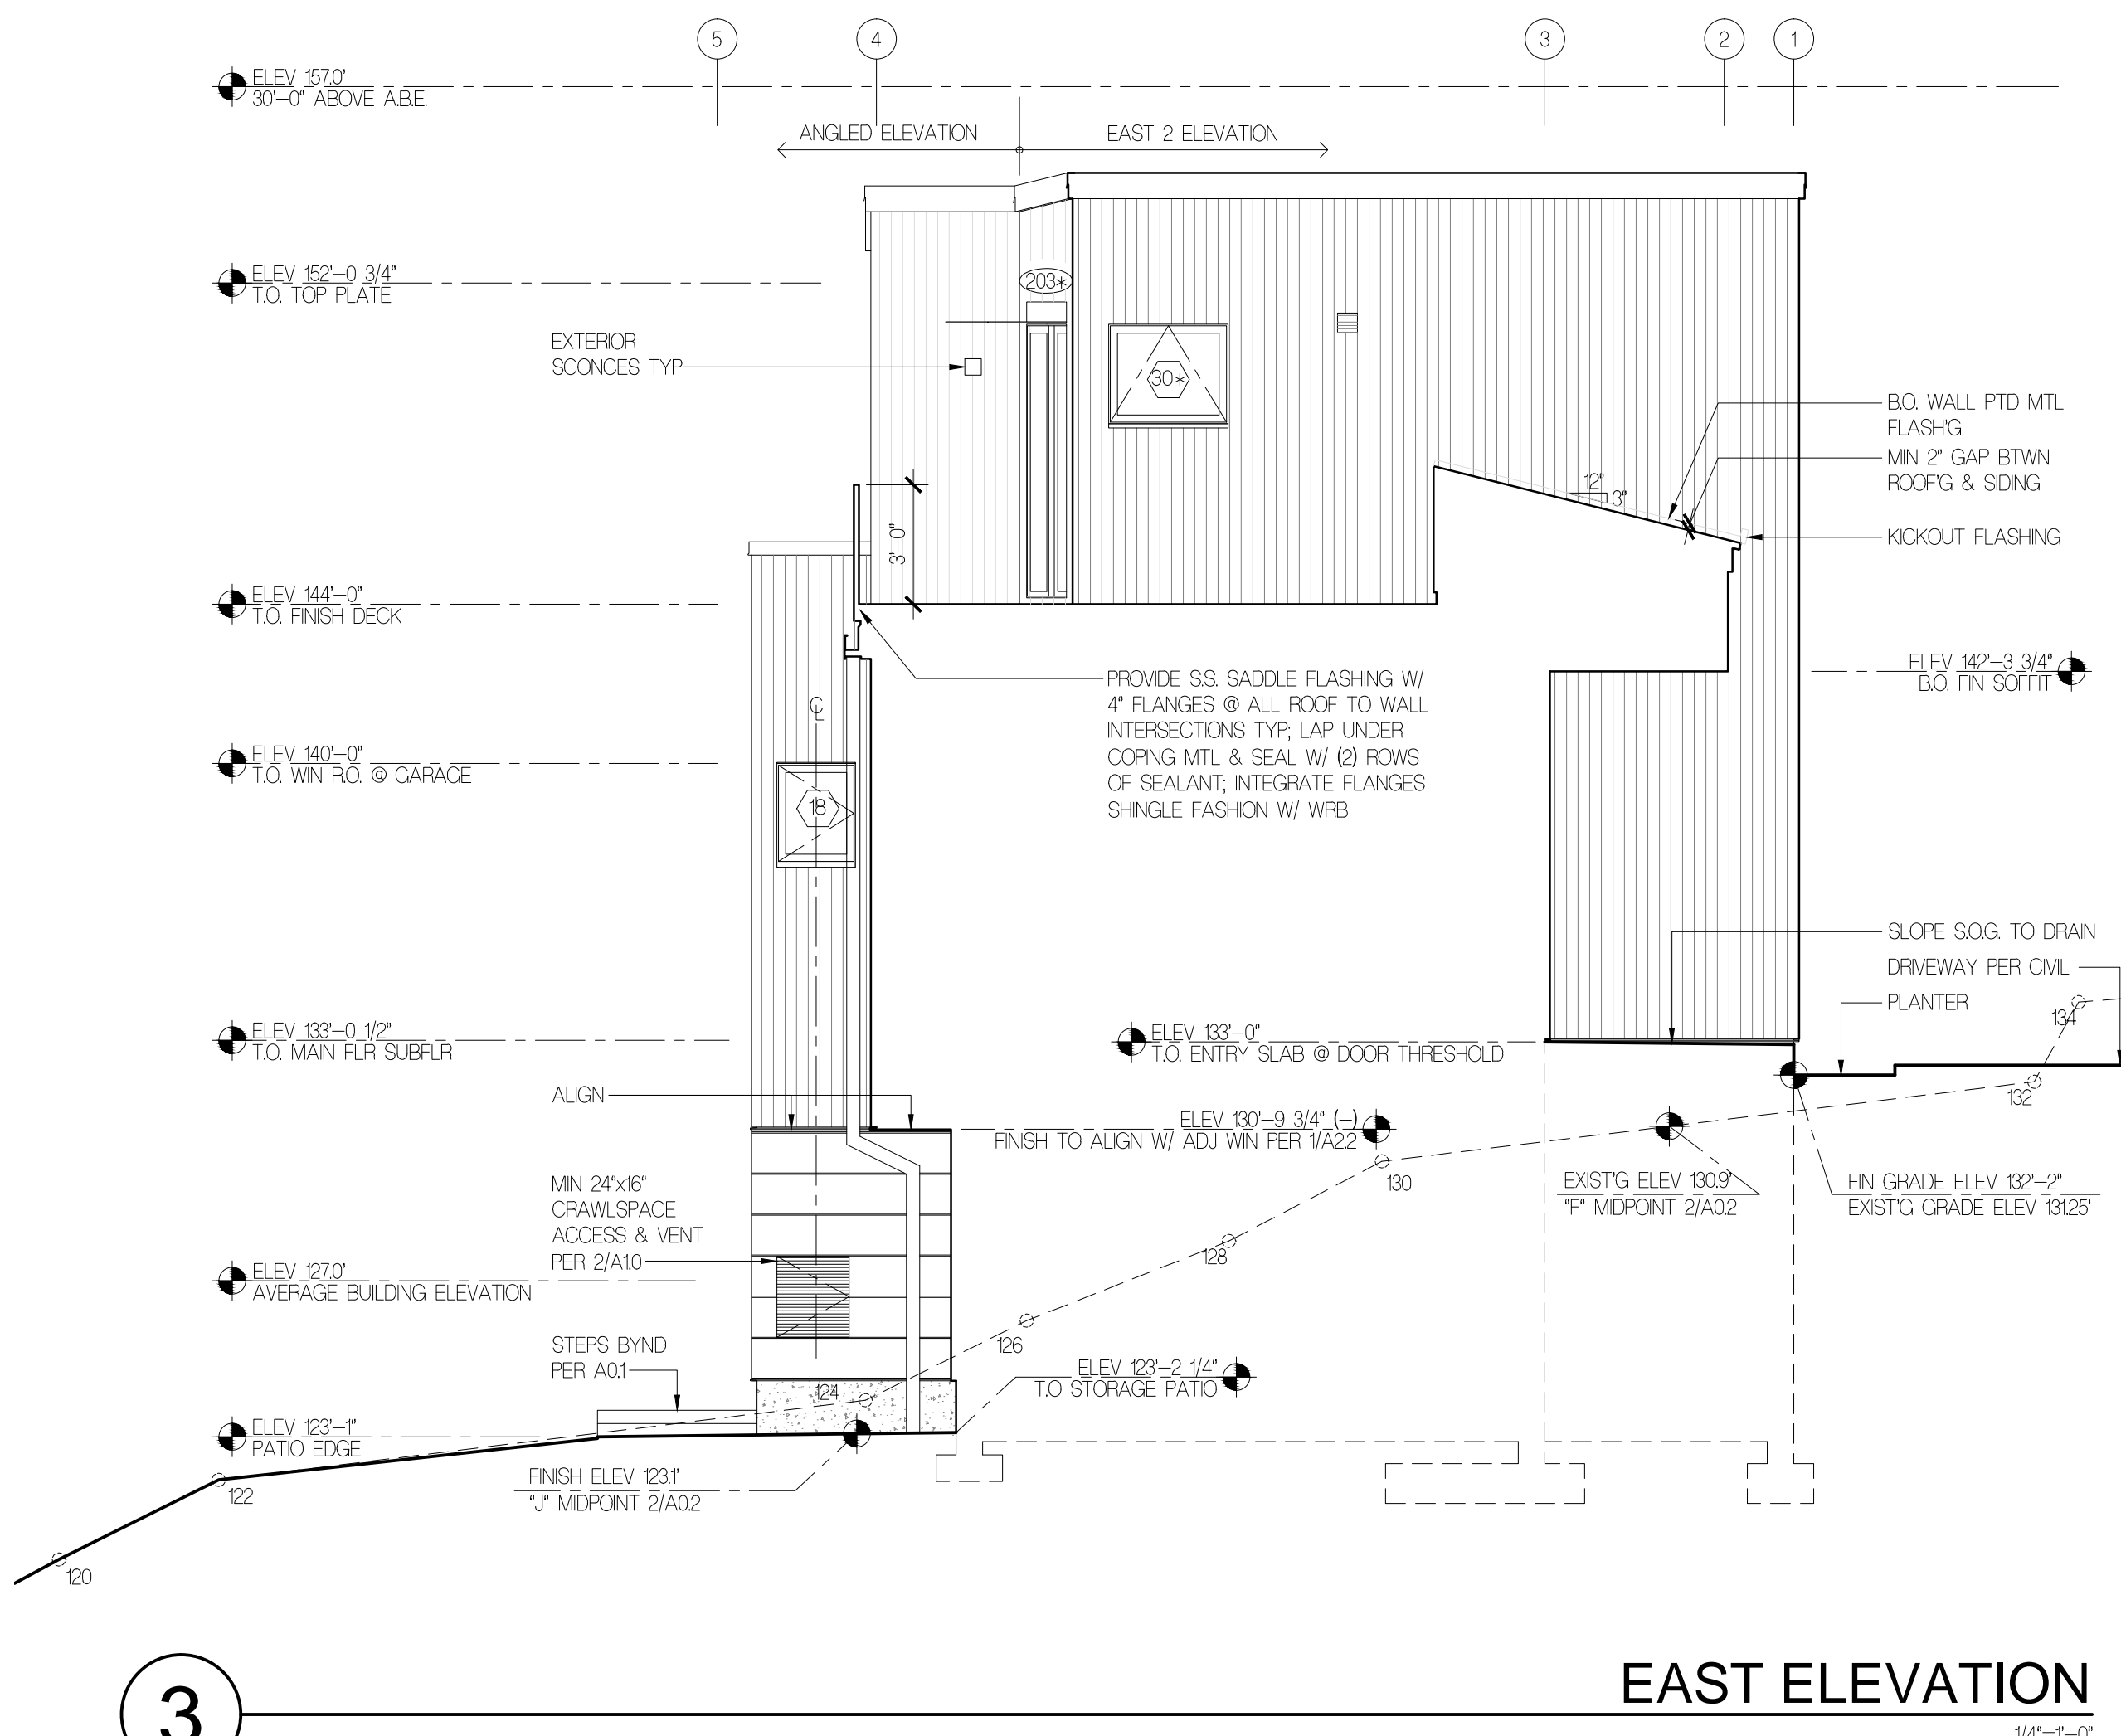 5
4
3
2
1
ELEV 157.0'
30'-0" ABOVE A.B.E.
ANGLED ELEVATION
EAST 2 ELEVATION
ELEV 152'-0 3/4"
T.O. TOP PLATE
203*
EXTERIOR
SCONCES TYP
30*
B.O. WALL PTD MTL
FLASH'G
MIN 2" GAP BTWN
ROOF'G & SIDING
12"
3"
KICKOUT FLASHING
3'-0"
ELEV 144'-0"
T.O. FINISH DECK
ELEV 142'-3 3/4"
B.O. FIN SOFFIT
PROVIDE S.S. SADDLE FLASHING W/
4" FLANGES @ ALL ROOF TO WALL
INTERSECTIONS TYP; LAP UNDER
COPING MTL & SEAL W/ (2) ROWS
OF SEALANT; INTEGRATE FLANGES
SHINGLE FASHION W/ WRB
CL
ELEV 140'-0"
T.O. WIN R.O. @ GARAGE
18
SLOPE S.O.G. TO DRAIN
DRIVEWAY PER CIVIL
PLANTER
134
ELEV 133'-0 1/2"
T.O. MAIN FLR SUBFLR
ELEV 133'-0"
T.O. ENTRY SLAB @ DOOR THRESHOLD
132
ALIGN
ELEV 130'-9 3/4" (-)
FINISH TO ALIGN W/ ADJ WIN PER 1/A2.2
130
EXIST'G ELEV 130.9'
"F" MIDPOINT 2/A0.2
FIN GRADE ELEV 132'-2"
EXIST'G GRADE ELEV 131.25'
MIN 24"x16"
CRAWLSPACE
ACCESS & VENT
PER 2/A1.0
128
ELEV 127.0'
AVERAGE BUILDING ELEVATION
126
STEPS BYND
PER A0.1
124
ELEV 123'-2 1/4"
T.O STORAGE PATIO
ELEV 123'-1"
PATIO EDGE
FINISH ELEV 123.1'
"J" MIDPOINT 2/A0.2
122
120
3
EAST ELEVATION
1/4"=1'-0"